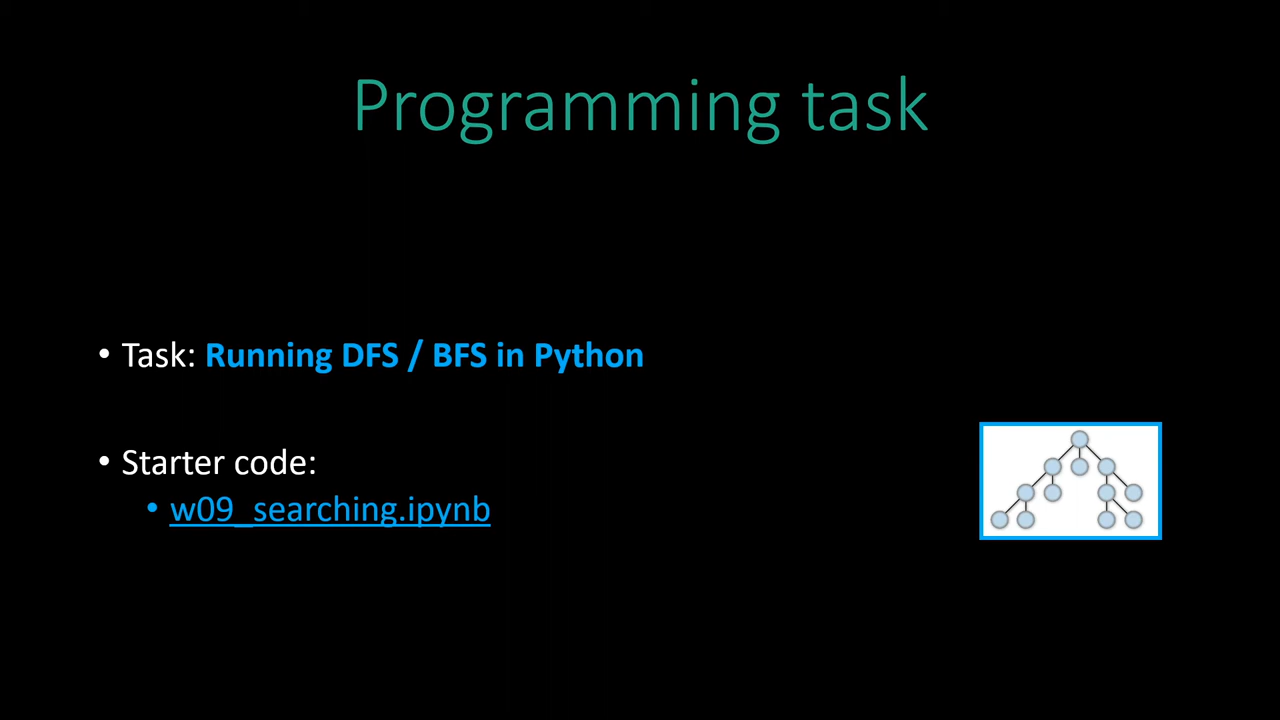 Programming task
• Task: Running DFS / BFS in Python
• Starter code:
• w09_searching.ipynb